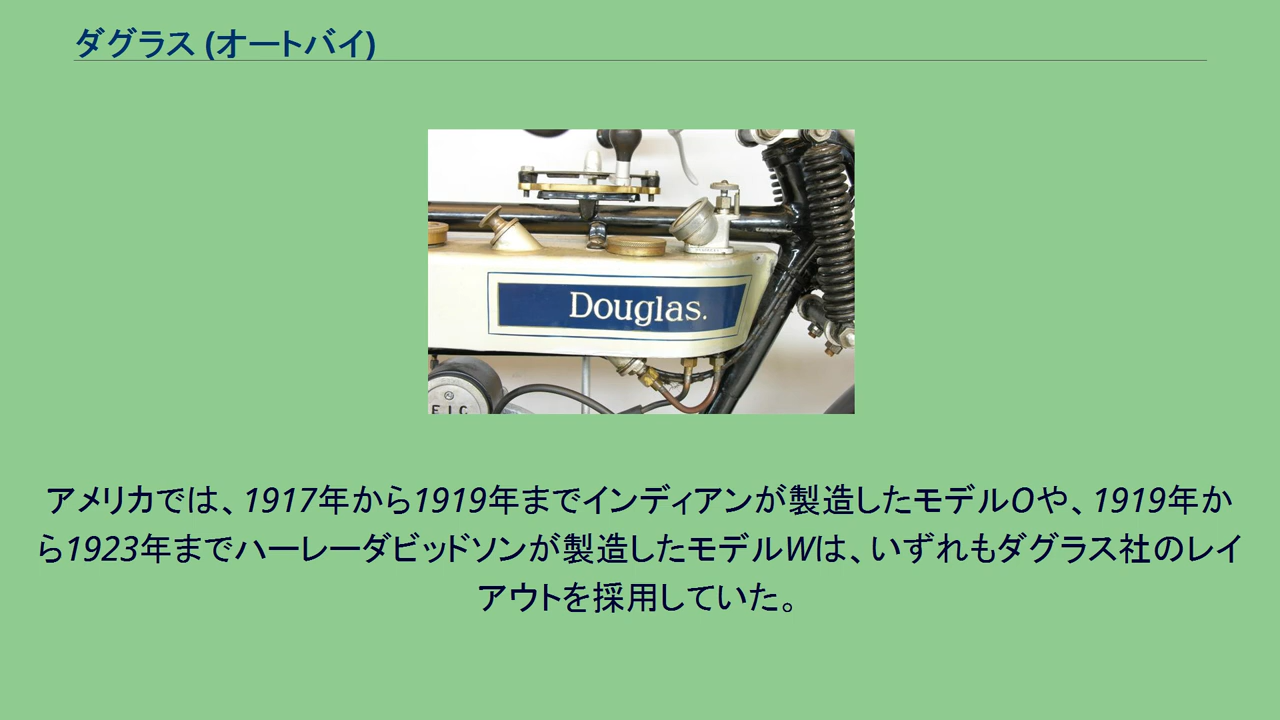 ダグラス (オートバイ)
Douglas.
EIC
アメリカでは、1917年から1919年までインディアンが製造したモデルOや、1919年か
ら1923年までハーレーダビッドソンが製造したモデルWは、いずれもダグラス社のレイ
アウトを採用していた。